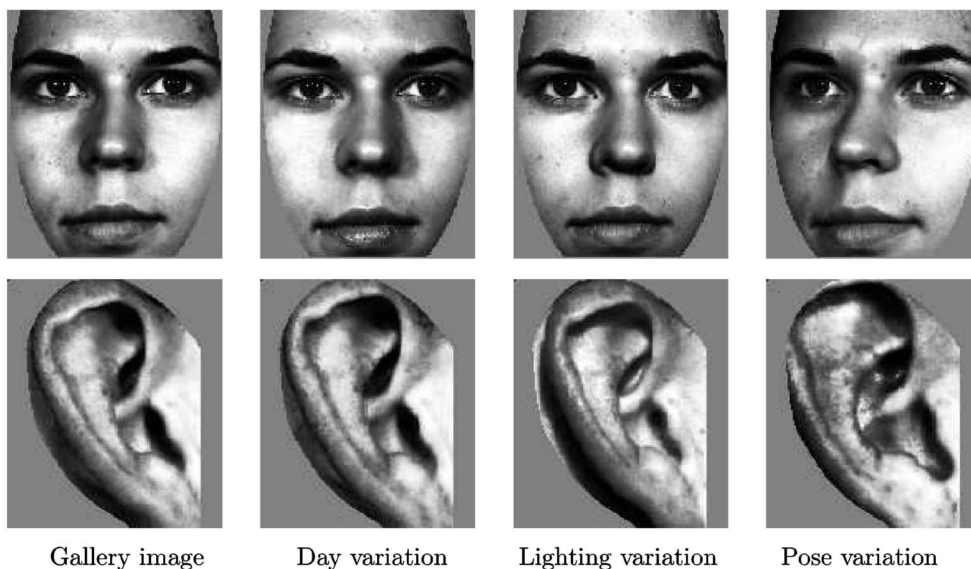 Gallery image
Day variation
Lighting variation
Pose variation